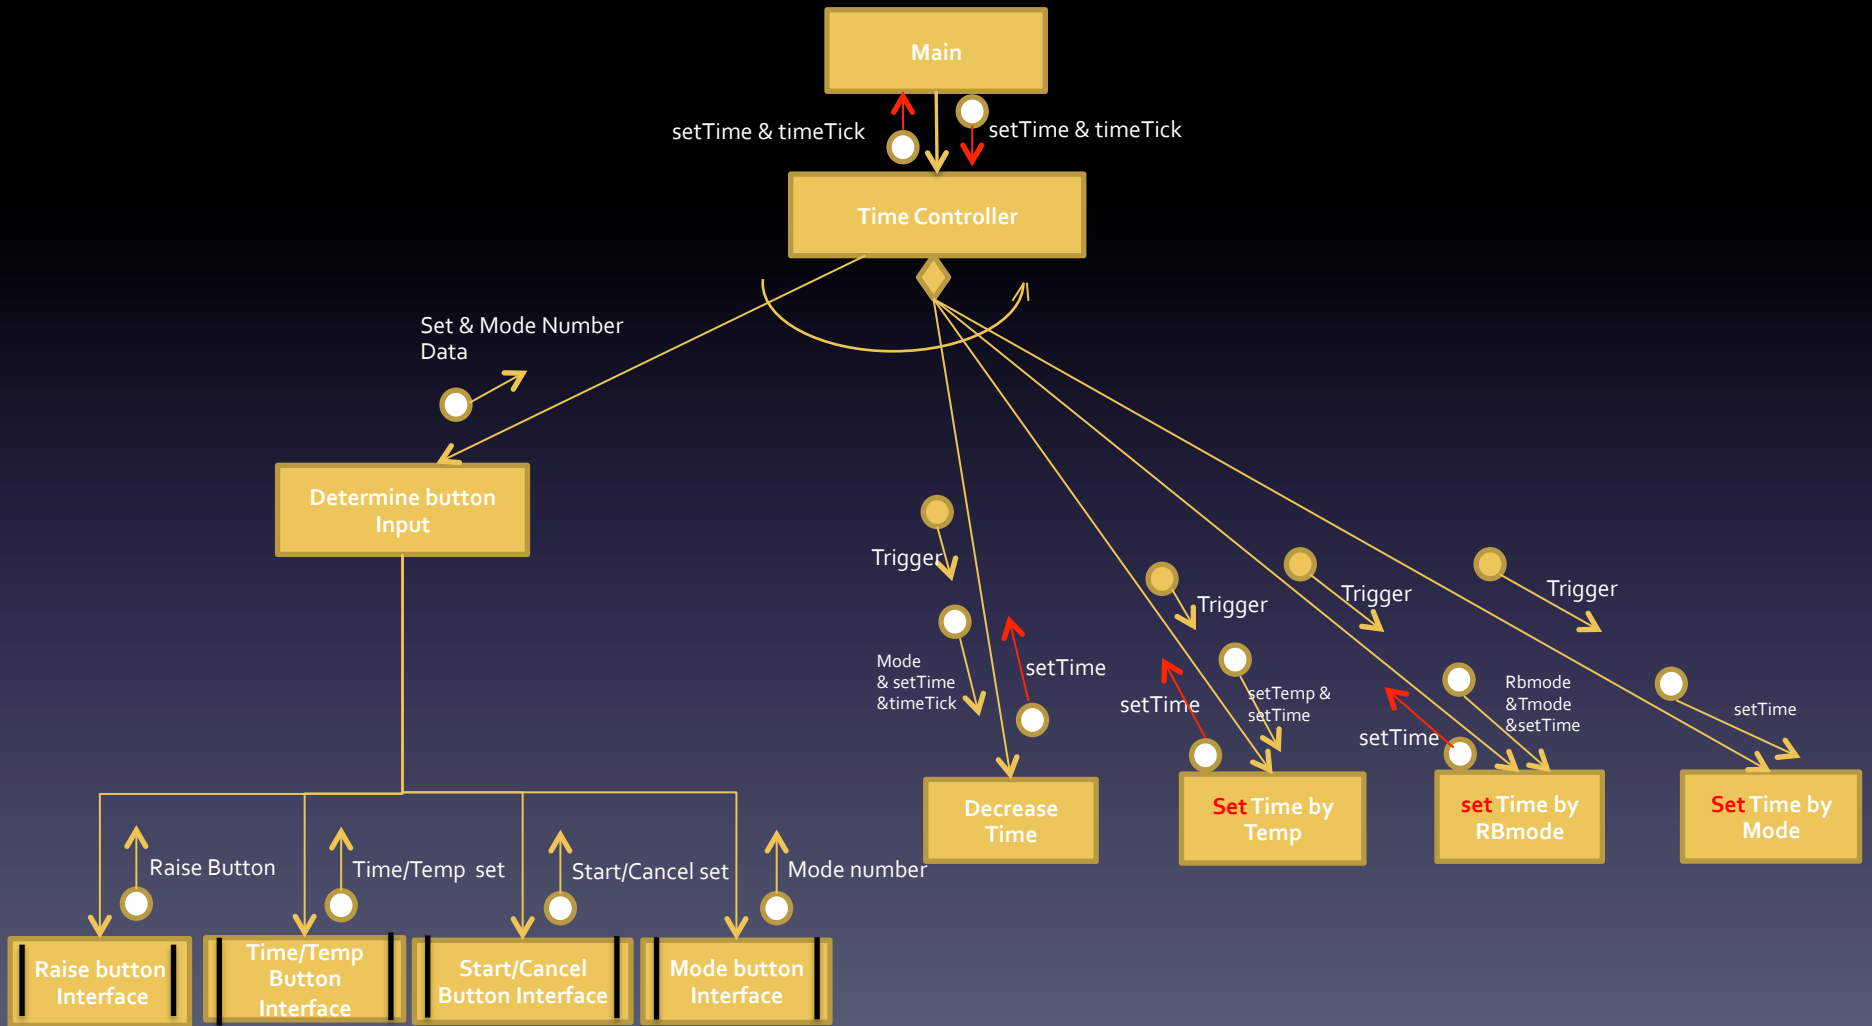 Main
setTime & timeTick
setTime & timeTick
Time Controller
Set & Mode Number
Data
Determine button
Input
Trigger
Trigger
Trigger
Trigger
Mode
& setTime
&timeTick
setTime
setTime
setTemp &
setTime
setTime
Rbmode
&Tmode
&setTime
setTime
Decrease
Time
Set Time by
Temp
set Time by
RBmode
Set Time by
Mode
Raise Button
Time/Temp set
Start/Cancel set
Mode number
Raise button
Interface
Time/Temp
Button
Interface
Start/Cancel
Button Interface
Mode button
Interface